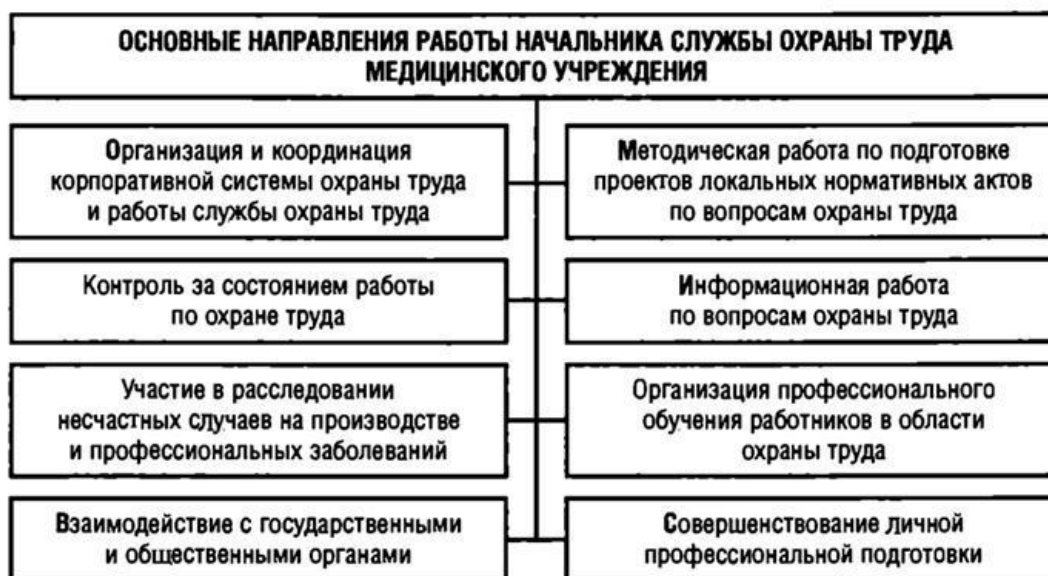 ОСНОВНЫЕ НАПРАВЛЕНИЯ РАБОТЫ НАЧАЛЬНИКА СЛУЖБЫ ОХРАНЫ ТРУДА
МЕДИЦИНСКОГО УЧРЕЖДЕНИЯ
Организация и координация
корпоративной системы охраны труда
и работы службы охраны труда
Методическая работа по подготовке
проектов локальных нормативных актов
по вопросам охраны труда
Контроль за состоянием работы
по охране труда
Информационная работа
по вопросам охраны труда
Участие в расследовании
несчастных случаев на производстве
и профессиональных заболеваний
Организация профессионального
обучения работников в области
охраны труда
Взаимодействие с государственными
и общественными органами
Совершенствование личной
профессиональной подготовки